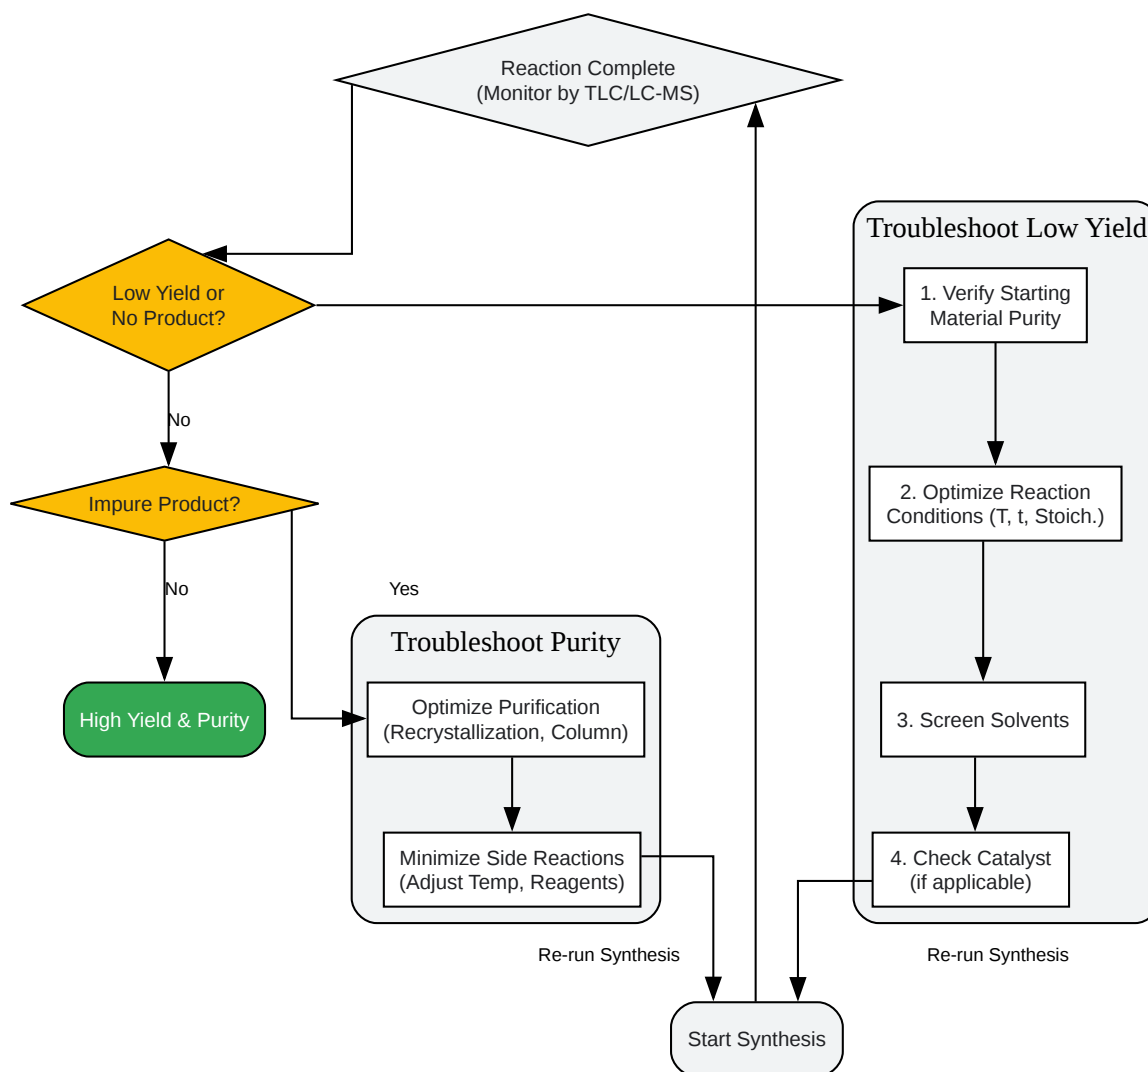 Reaction Complete
(Monitor by TLC/LC-MS)
Troubleshoot Low Yield
Low Yield or
No Product?
1. Verify Starting
Material Purity
No
Impure Product?
2. Optimize Reaction
Conditions (T, t, Stoich.)
No
Yes
Troubleshoot Purity
High Yield & Purity
Optimize Purification
(Recrystallization, Column)
3. Screen Solvents
Minimize Side Reactions
(Adjust Temp, Reagents)
4. Check Catalyst
(if applicable)
Re-run Synthesis
Re-run Synthesis
Start Synthesis